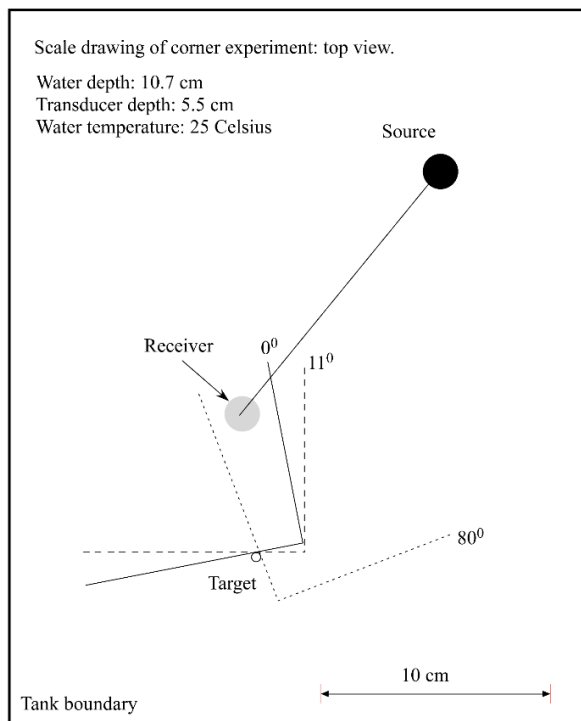 Scale drawing of corner experiment: top view.
Water depth: 10.7 cm
Transducer depth: 5.5 cm
Water temperature: 25 Celsius
Source
Receiver
0⁰
11⁰
80⁰
Target
10 cm
Tank boundary